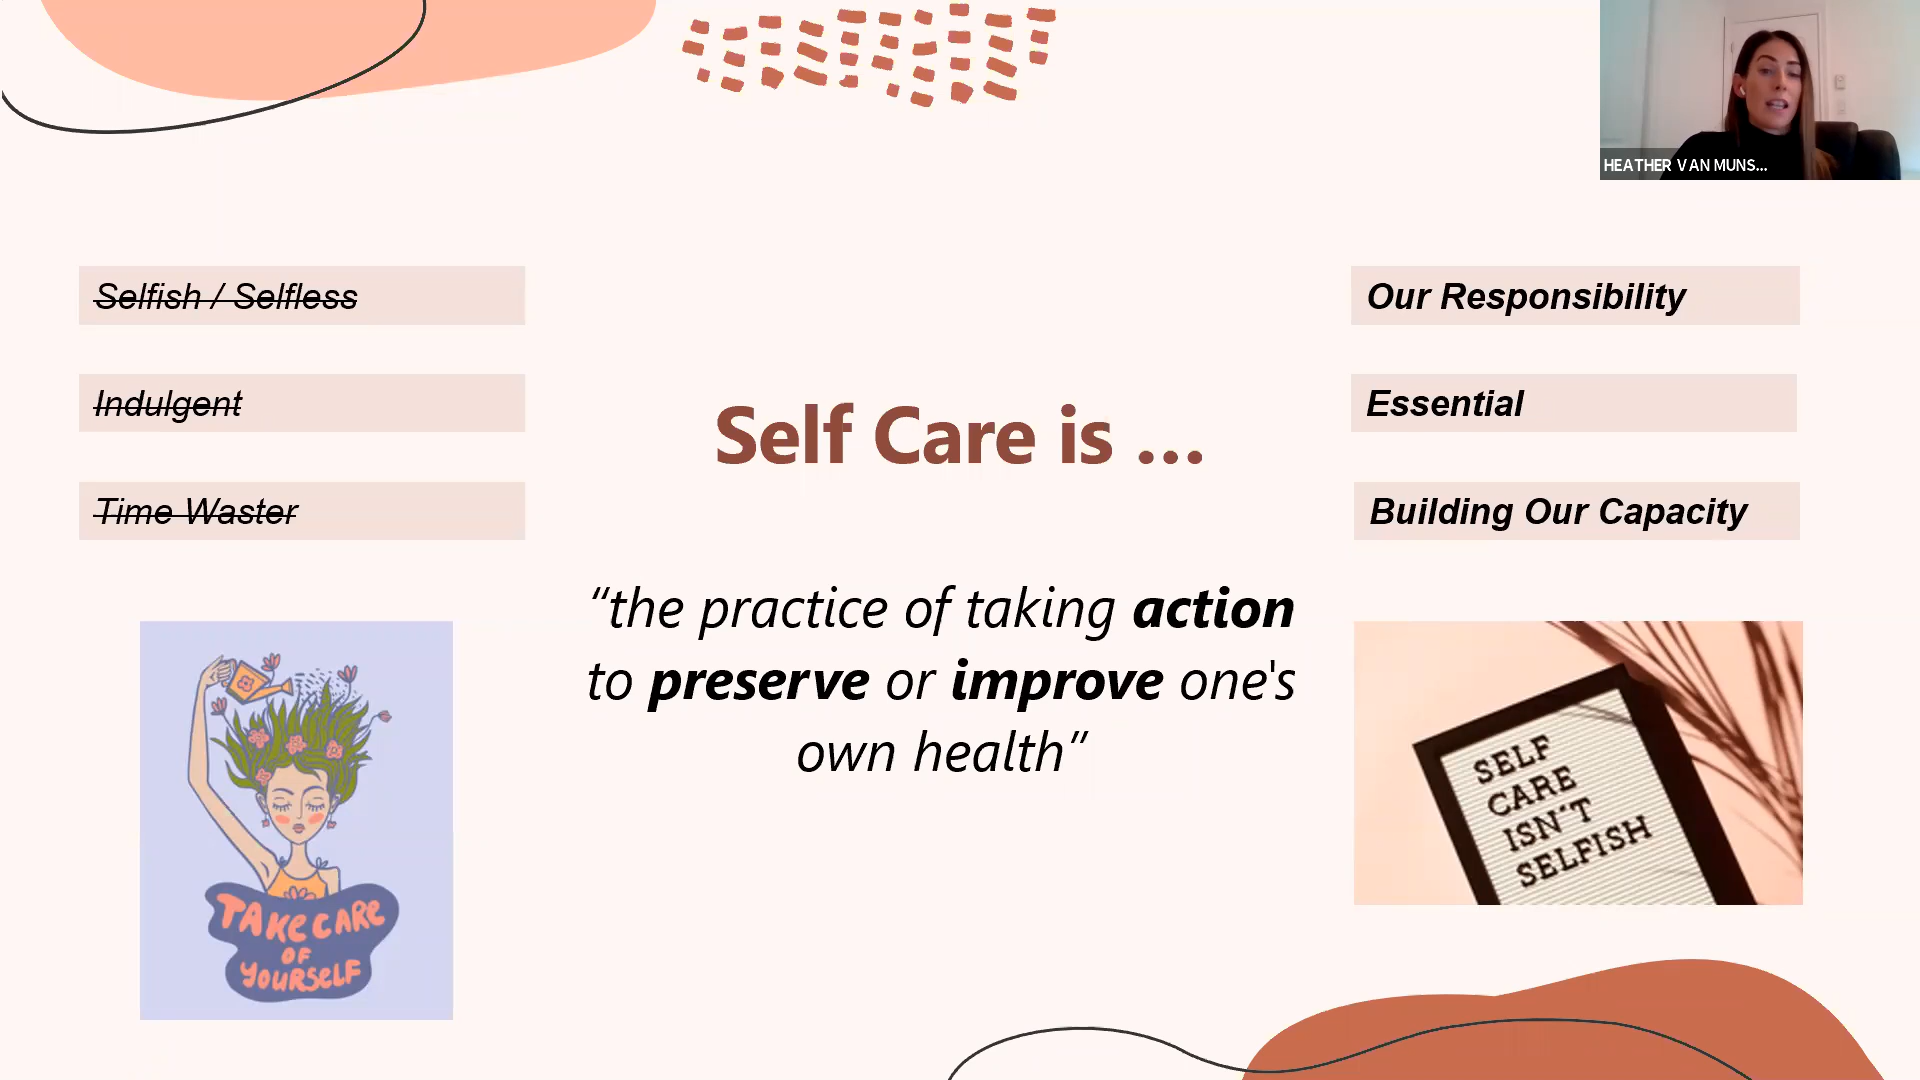 HEATHER VAN MUNS...
Selfish / Selfless
Indulgent
Time Waster
Self Care is ...
“the practice of taking action
to preserve or improve one's
own health”
Our Responsibility
Essential
Building Our Capacity
TAKE CARE
OF
YOURSELF
SELF
CARE
ISN'T
SELFISH